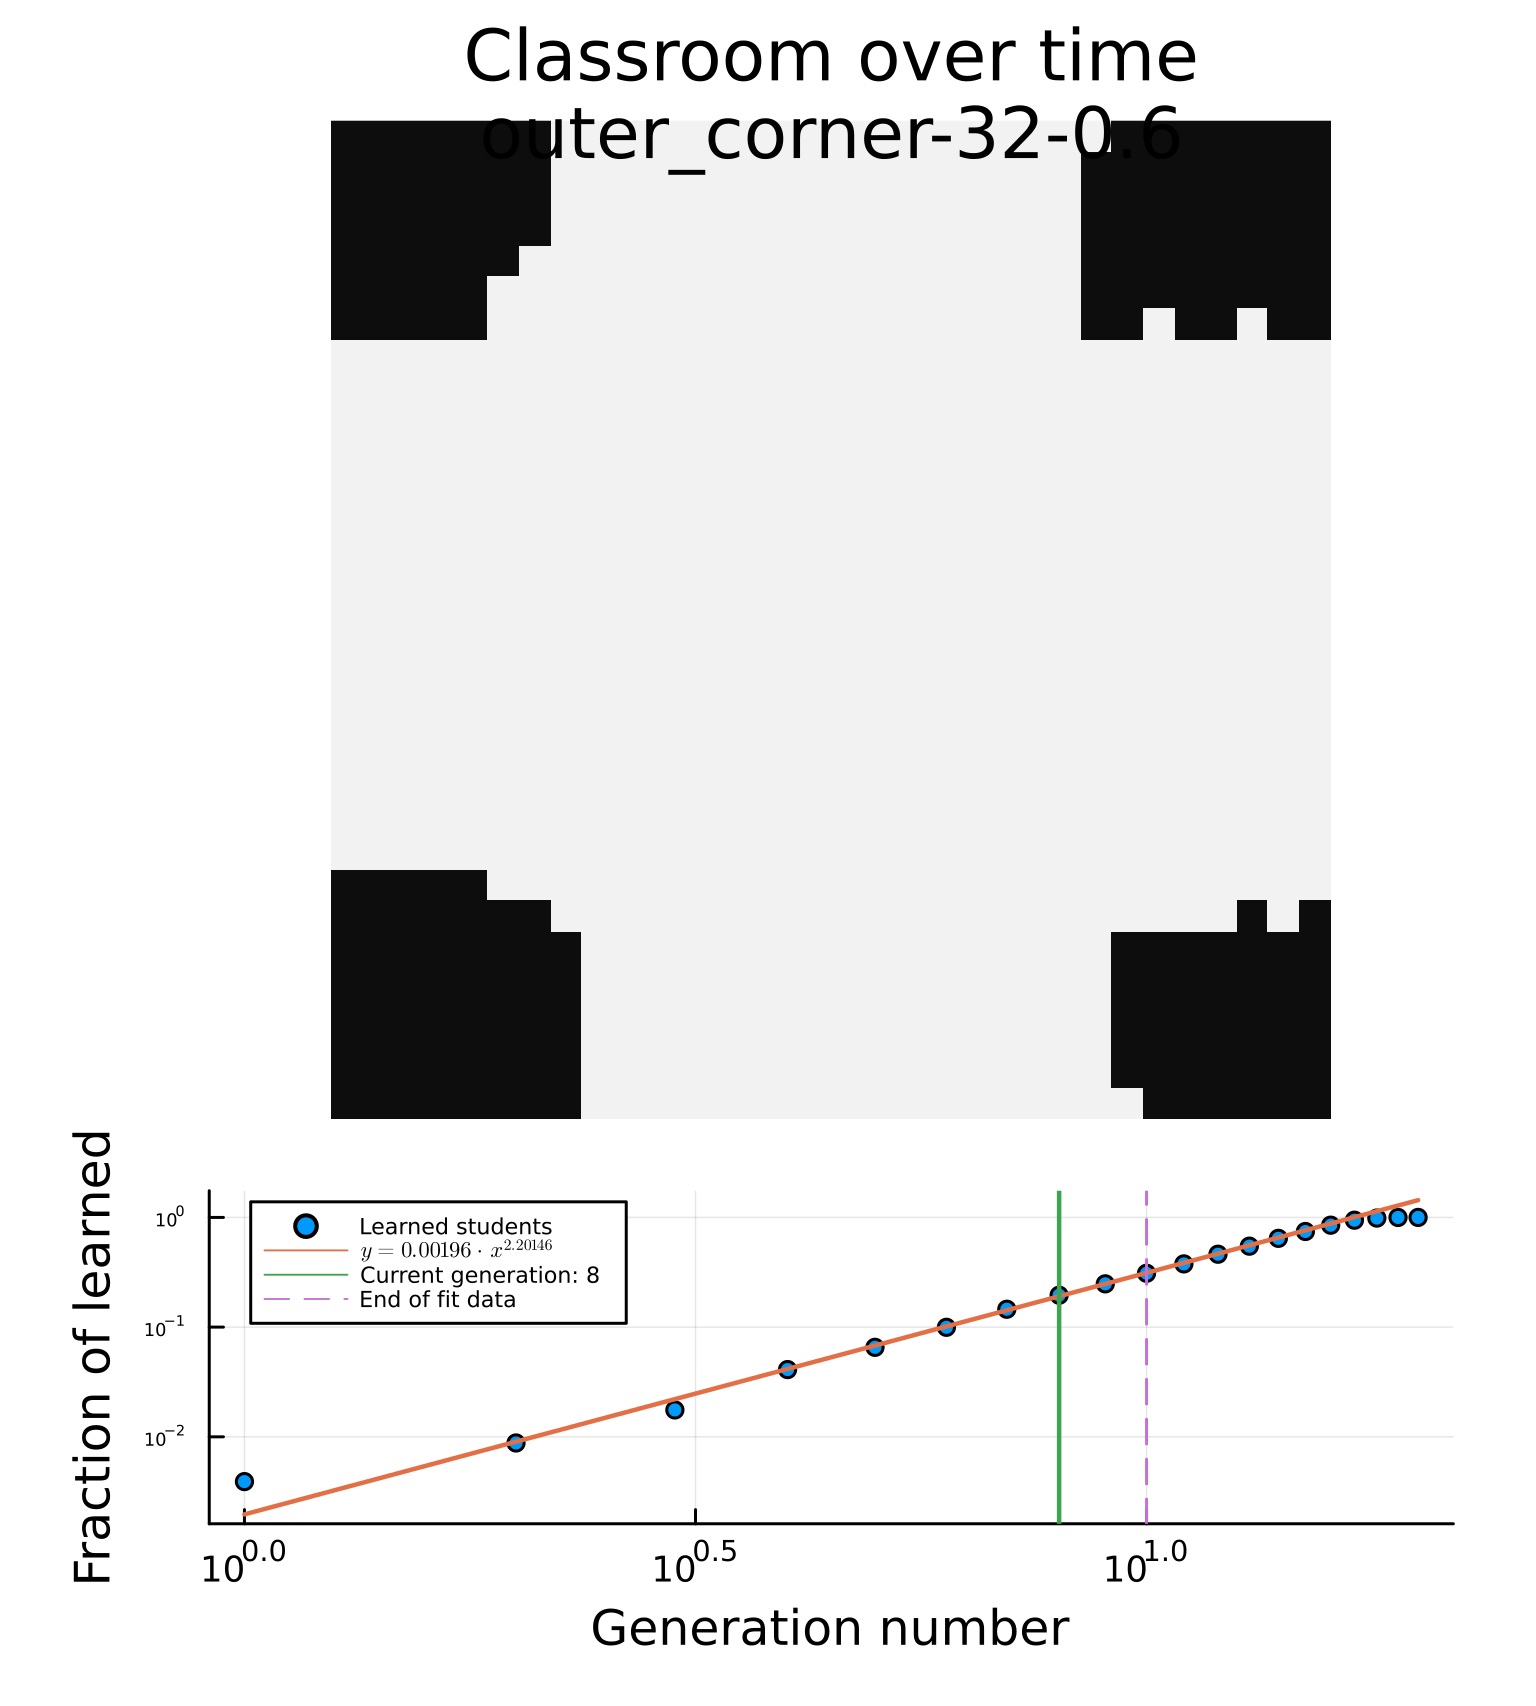 Classroom over time
outer_corner-32-0.6
Fraction of learned
10^0
10^-1
10^-2
Learned students
y = 0.00196 · x^2.20146
Current generation: 8
End of fit data
10^0.0
10^0.5
10^1.0
Generation number